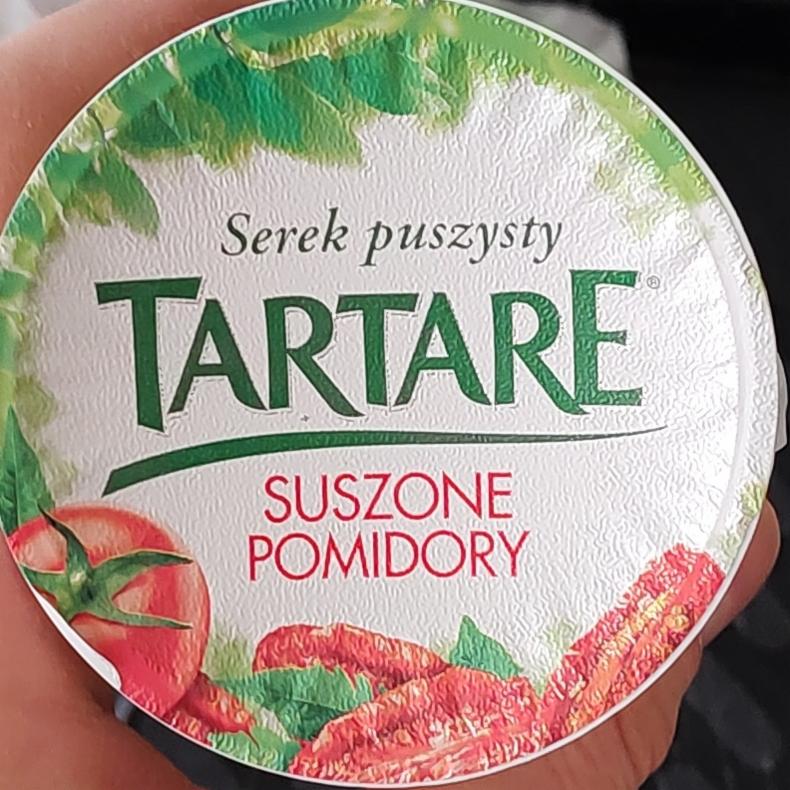 Serek puszysty
TARTARE®
SUSZONE
POMIDORY